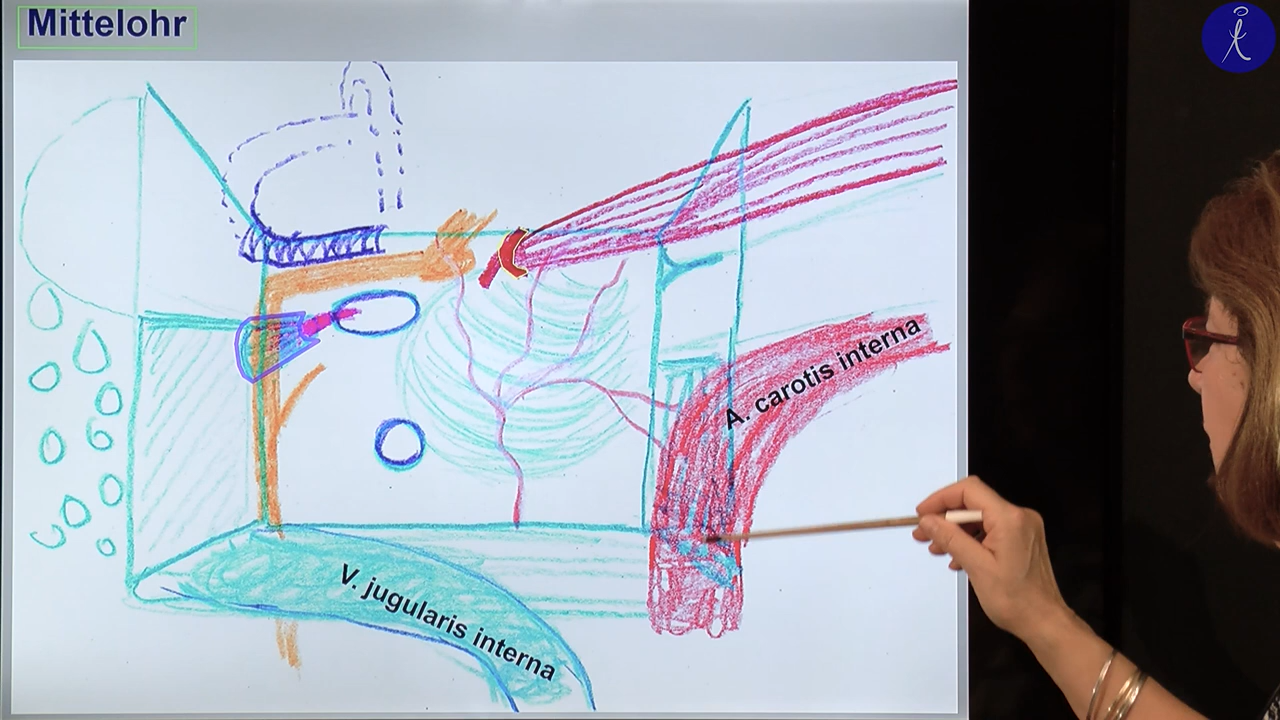 Mittelohr
A. carotis interna
V. jugularis interna